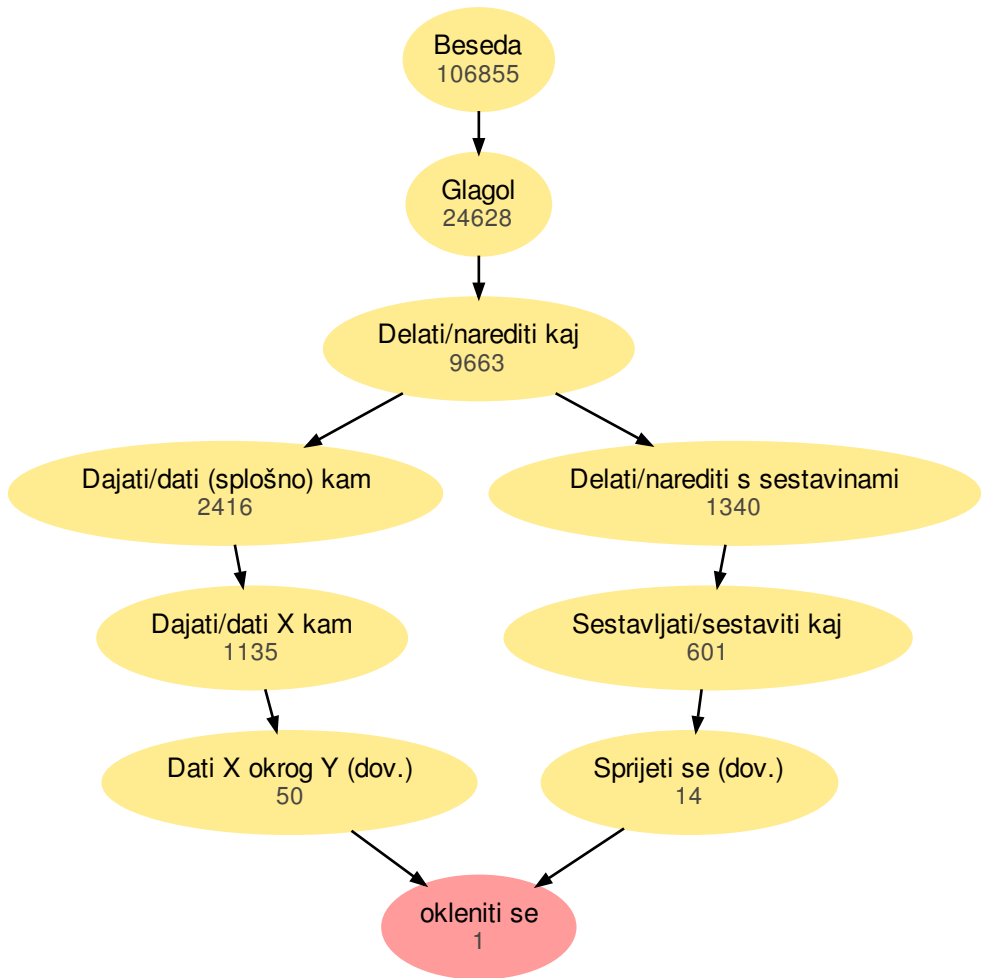 Beseda
106855
Glagol
24628
Delati/narediti kaj
9663
Dajati/dati (splošno) kam
2416
Delati/narediti s sestavinami
1340
Dajati/dati X kam
1135
Sestavljati/sestaviti kaj
601
Dati X okrog Y (dov.)
50
Sprijeti se (dov.)
14
okleniti se
1